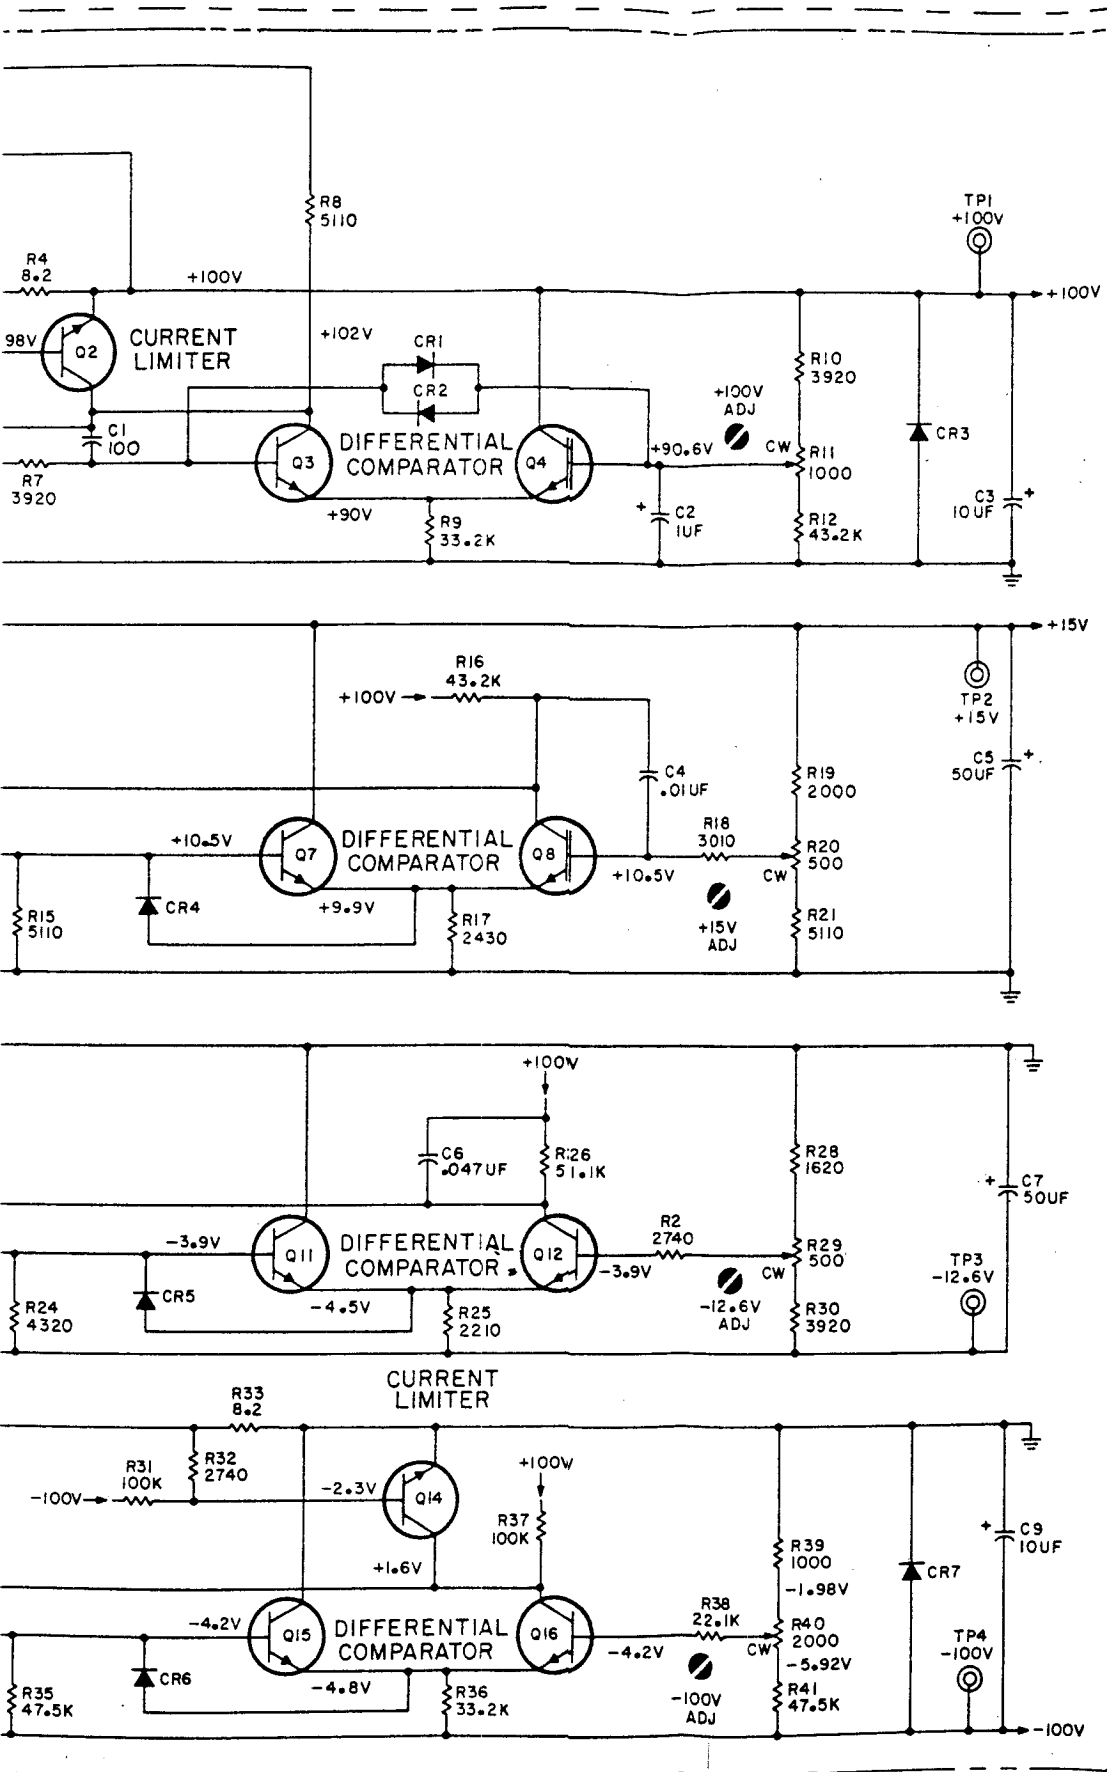 R8
5110
TP1
+100V
R4
8.2
+100V
+100V
98V
Q2
CURRENT
LIMITER
+102V
CR1
CR2
R10
3920
+100V
ADJ
C1
100
DIFFERENTIAL
COMPARATOR
Q3
Q4
+90.6V
CW
R11
1000
CR3
R7
3920
+90V
R9
33.2K
+
C2
1UF
R12
43.2K
C3
10UF
+
+15V
R16
43.2K
+100V
TP2
+15V
C5
50UF
+
C4
.01UF
R19
2000
+10.5V
Q7
DIFFERENTIAL
COMPARATOR
Q8
R18
3010
R20
500
+10.5V
CW
R15
5110
CR4
+9.9V
R17
2430
+15V
ADJ
R21
5110
+100V
C6
.047UF
R26
51.1K
R28
1620
+
C7
50UF
-3.9V
Q11
DIFFERENTIAL
COMPARATOR
Q12
R2
2740
-3.9V
R29
500
CW
TP3
-12.6V
R24
4320
CR5
-4.5V
R25
2210
-12.6V
ADJ
R30
3920
CURRENT
LIMITER
R33
8.2
R32
2740
R31
100K
-100V
-2.3V
Q14
+100V
R37
100K
+1.6V
R39
1000
-1.98V
+
C9
10UF
CR7
-4.2V
Q15
DIFFERENTIAL
COMPARATOR
Q16
R38
22.1K
-4.2V
R40
2000
CW
-5.92V
TP4
-100V
R35
47.5K
CR6
-4.8V
R36
33.2K
-100V
ADJ
R41
47.5K
-100V